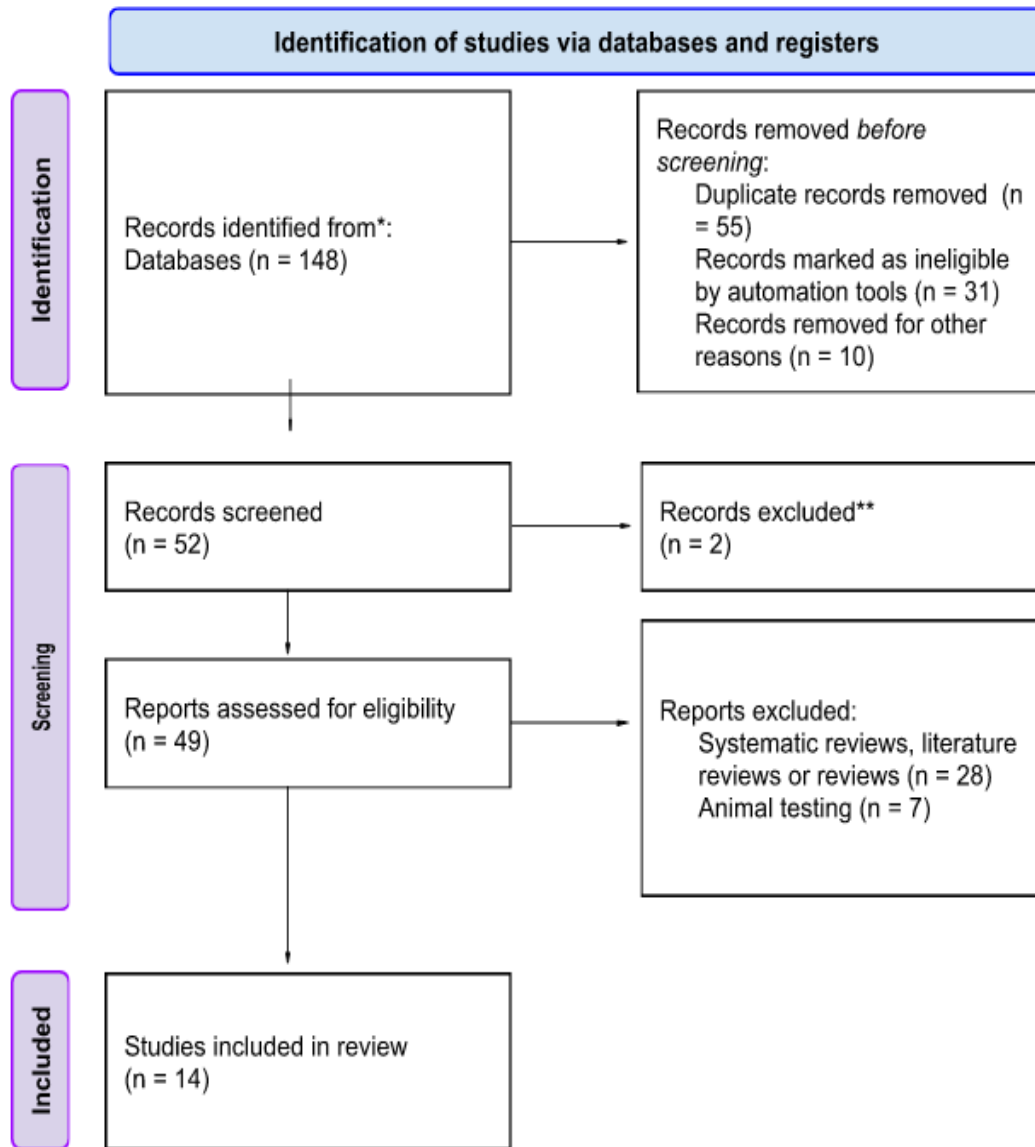 Identification of studies via databases and registers
Identification
Records identified from*:
Databases (n = 148)
Records removed before
screening:
Duplicate records removed (n
= 55)
Records marked as ineligible
by automation tools (n = 31)
Records removed for other
reasons (n = 10)
Screening
Records screened
(n = 52)
Records excluded**
(n = 2)
Reports assessed for eligibility
(n = 49)
Reports excluded:
Systematic reviews, literature
reviews or reviews (n = 28)
Animal testing (n = 7)
Included
Studies included in review
(n = 14)